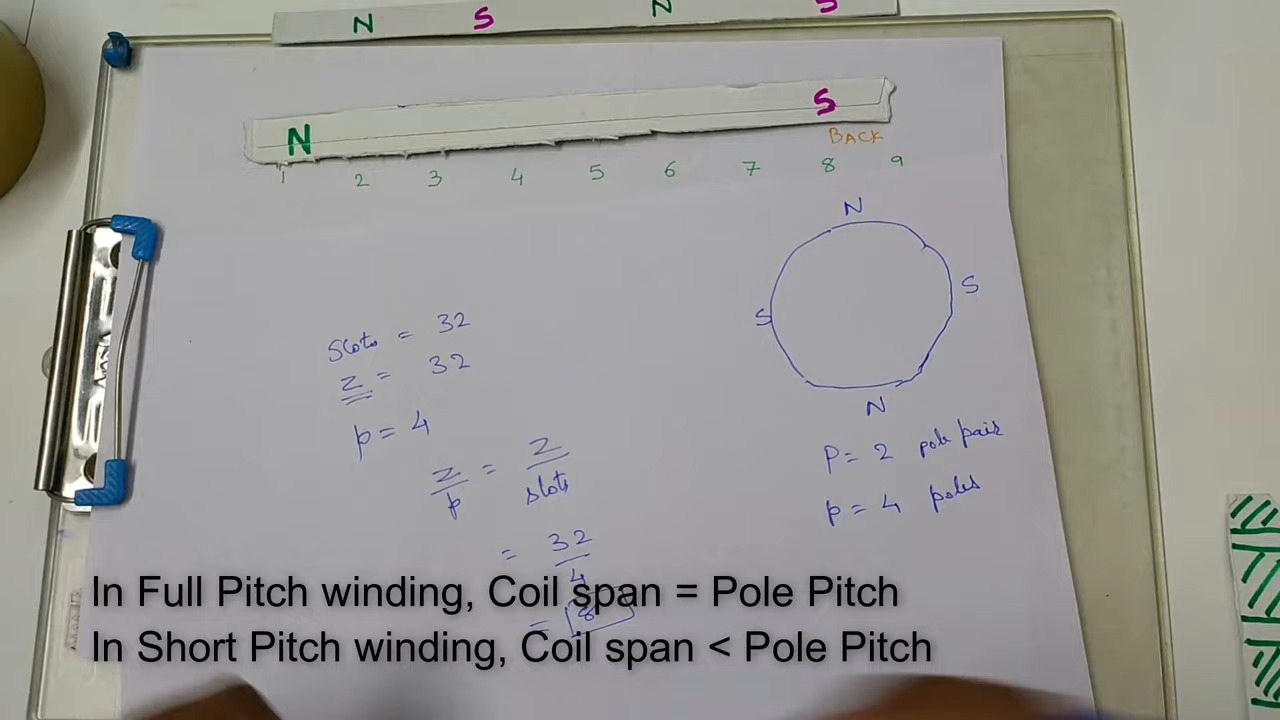 N S N S
N S
BACK
1 2 3 4 5 6 7 8 9
N
S S
N
slots = 32
z = 32
p = 4
z/p = z/slots
= 32/4
= 8
P = 2 pole pair
p = 4 poles
In Full Pitch winding, Coil span = Pole Pitch
In Short Pitch winding, Coil span < Pole Pitch